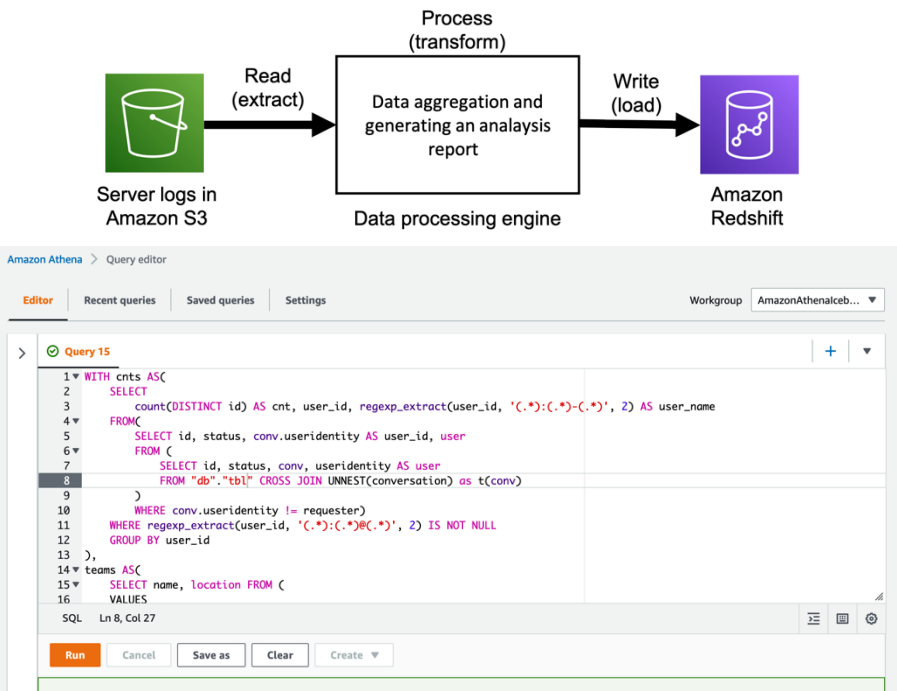 Process
(transform)
Read
(extract)
Write
(load)
Data aggregation and
generating an analaysis
report
Server logs in
Amazon S3
Data processing engine
Amazon
Redshift
Amazon Athena > Query editor
Editor Recent queries Saved queries Settings Workgroup AmazonAthenaIceb...
Query 15
1 WITH cnts AS(
2 SELECT
3 count(DISTINCT id) AS cnt, user_id, regexp_extract(user_id, '(.*):(.*)-(.*)', 2) AS user_name
4 FROM(
5 SELECT id, status, conv.useridentity AS user_id, user
6 FROM (
7 SELECT id, status, conv, useridentity AS user
8 FROM "db"."tbl" CROSS JOIN UNNEST(conversation) as t(conv)
9 )
10 WHERE conv.useridentity != requester)
11 WHERE regexp_extract(user_id, '(.*):(.*)@(.*)', 2) IS NOT NULL
12 GROUP BY user_id
13 ),
14 teams AS(
15 SELECT name, location FROM (
16 VALUES
SQL Ln 8, Col 27
Run Cancel Save as Clear Create